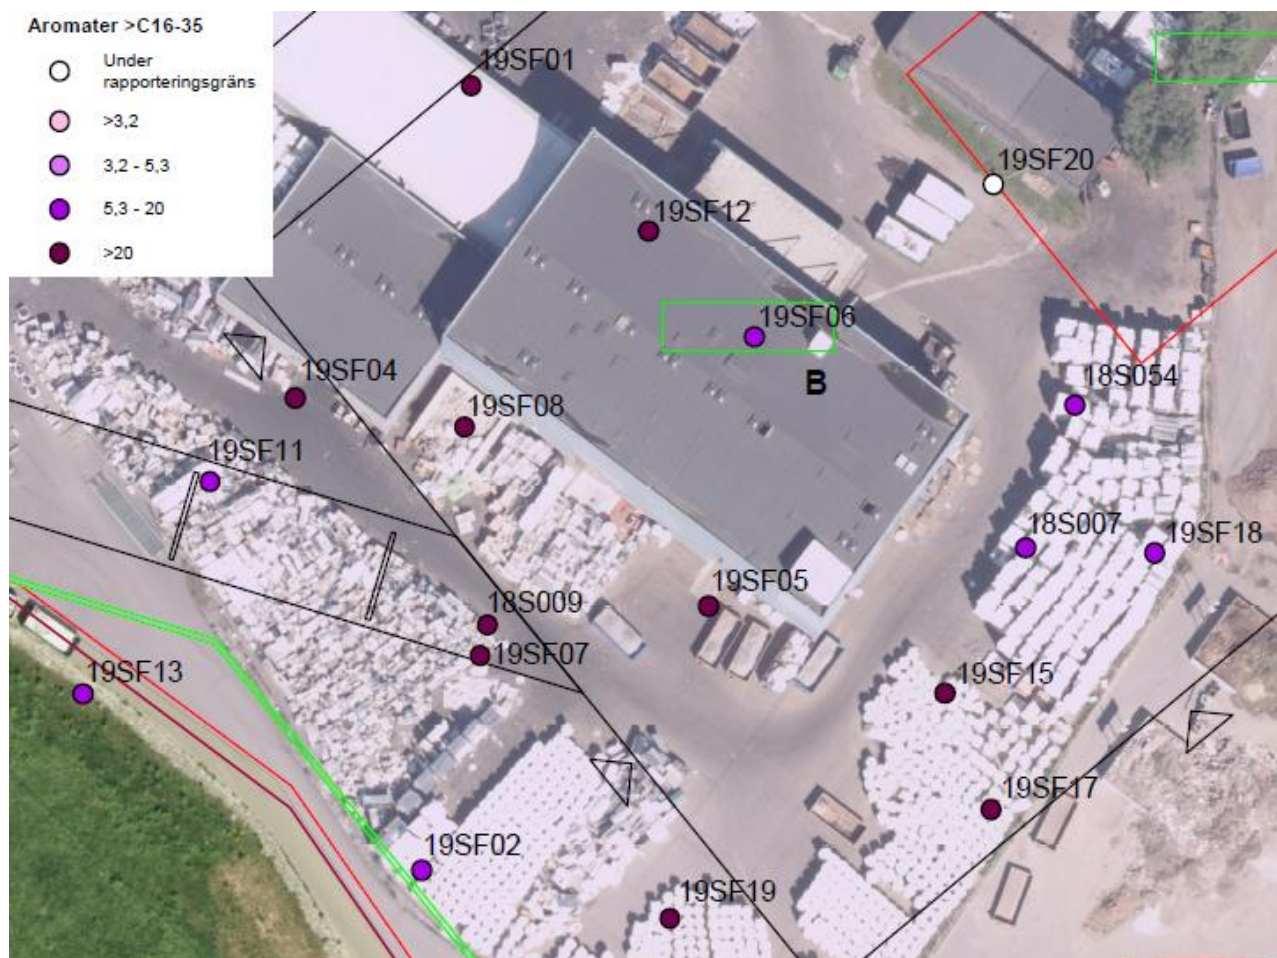 Aromater >C16-35
Under
rapporteringsgräns
>3,2
3,2 - 5,3
5,3 - 20
>20
19SF01
19SF20
19SF12
19SF06
B
18S054
19SF04
19SF08
19SF11
18S007
19SF18
19SF05
18S009
19SF07
19SF13
19SF15
19SF17
19SF02
19SF19